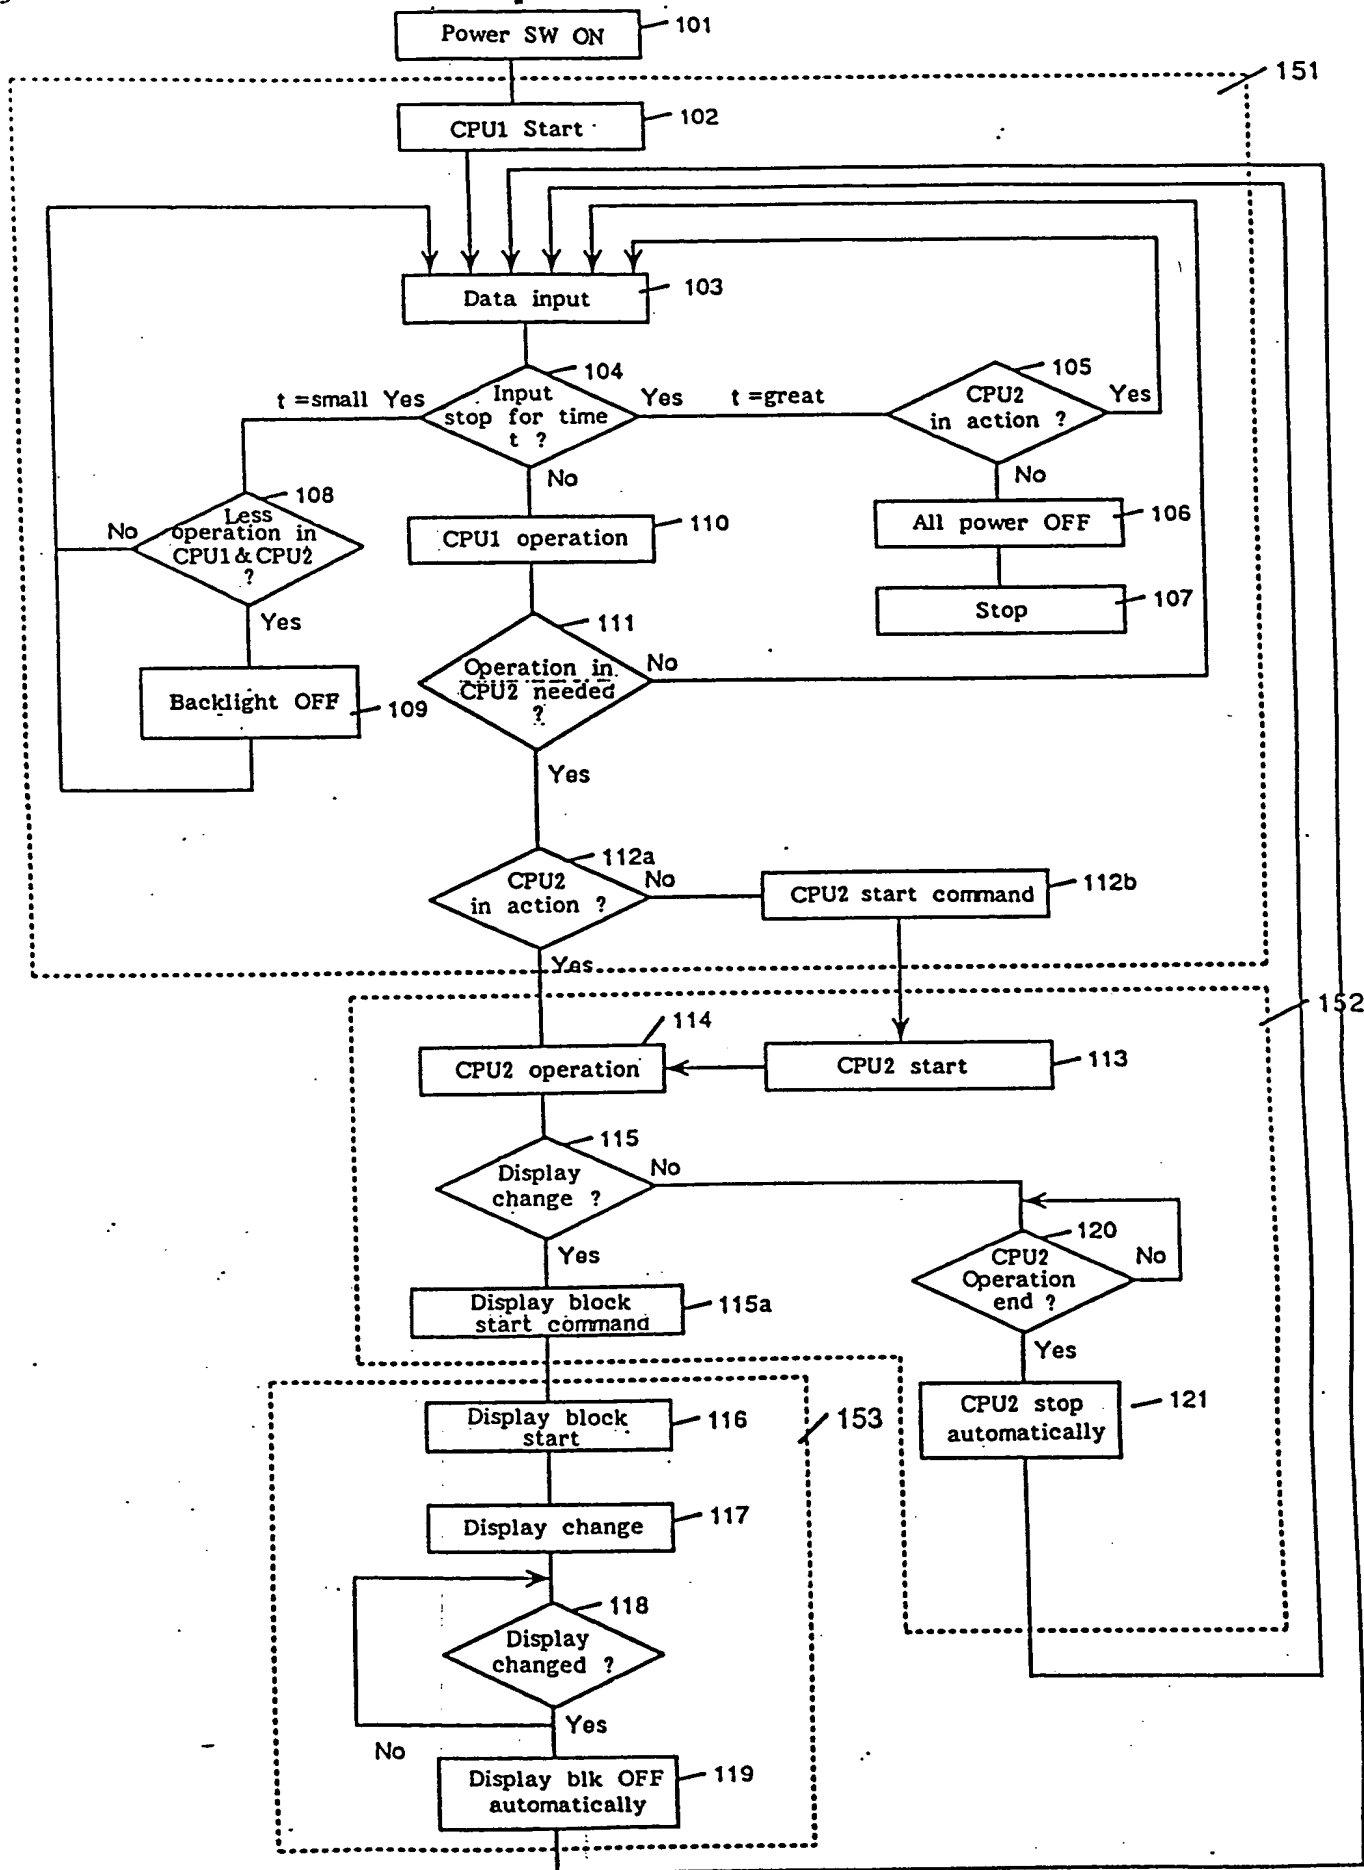 Power SW ON
101
151
CPU1 Start
102
Data input
103
104
Input
stop for time
t ?
t=small Yes
Yes t=great
No
105
CPU2
in action ?
Yes
No
108
Less
operation in
CPU1&CPU2
?
No
Yes
CPU1 operation
110
All power OFF
106
Stop
107
111
Operation in
CPU2 needed
?
No
Yes
Backlight OFF
109
112a
CPU2
in action ?
No
Yes
CPU2 start command
112b
152
114
CPU2 operation
CPU2 start
113
115
Display
change ?
No
Yes
120
CPU2
Operation
end ?
No
Yes
Display block
start command
115a
CPU2 stop
automatically
121
Display block
start
116
153
Display change
117
118
Display
changed ?
Yes
No
Display blk OFF
automatically
119